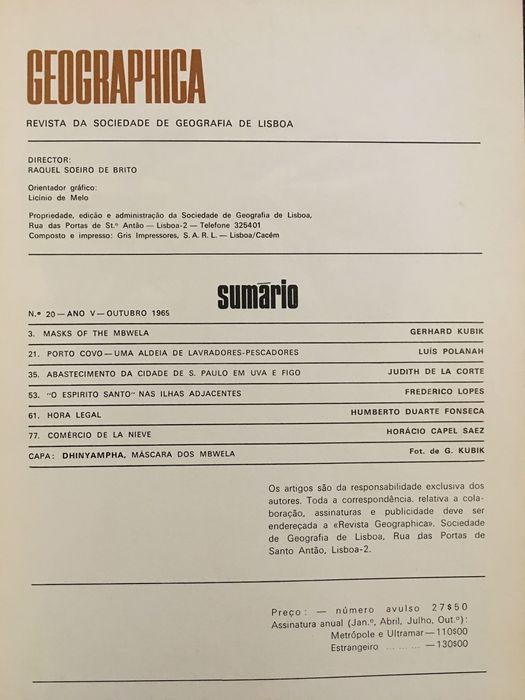 GEOGRAPHICA
REVISTA DA SOCIEDADE DE GEOGRAFIA DE LISBOA
DIRECTOR:
RAQUEL SOEIRO DE BRITO
Orientador gráfico:
Licínio de Melo
Propriedade, edição e administração da Sociedade de Geografia de Lisboa,
Rua das Portas de St.º Antão — Lisboa-2 — Telefone 325401
Composto e impresso: Gris Impressores, S. A. R. L. — Lisboa/Cacém
sumário
N.º 20 — ANO V — OUTUBRO 1965
3. MASKS OF THE MBWELA GERHARD KUBIK
21. PORTO COVO — UMA ALDEIA DE LAVRADORES-PESCADORES LUÍS POLANAH
35. ABASTECIMENTO DA CIDADE DE S. PAULO EM UVA E FIGO JUDITH DE LA CORTE
53. "O ESPIRITO SANTO" NAS ILHAS ADJACENTES FREDERICO LOPES
61. HORA LEGAL HUMBERTO DUARTE FONSECA
77. COMÉRCIO DE LA NIEVE HORÁCIO CAPEL SAEZ
CAPA: DHINYAMPHA, MÁSCARA DOS MBWELA Fot. de G. KUBIK
Os artigos são da responsabilidade exclusiva dos
autores. Toda a correspondência, relativa a cola-
boração, assinaturas e publicidade deve ser
endereçada a «Revista Geographica», Sociedade
de Geografia de Lisboa, Rua das Portas de
Santo Antão, Lisboa-2.
Preço: — número avulso 27$50
Assinatura anual (Jan.º, Abril, Julho, Out.º):
Metrópole e Ultramar — 110$00
Estrangeiro ... ... ... — 130$00